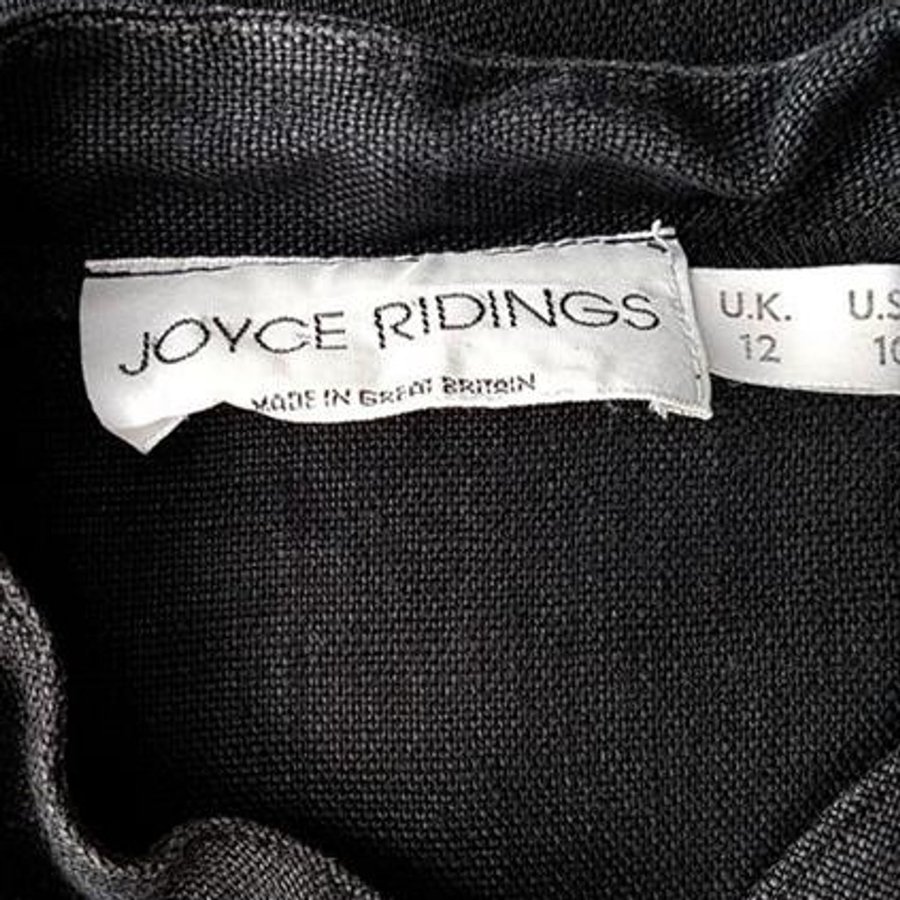 JOYCE RIDINGS
MADE IN GREAT BRITAIN
U.K. U.S
12 10